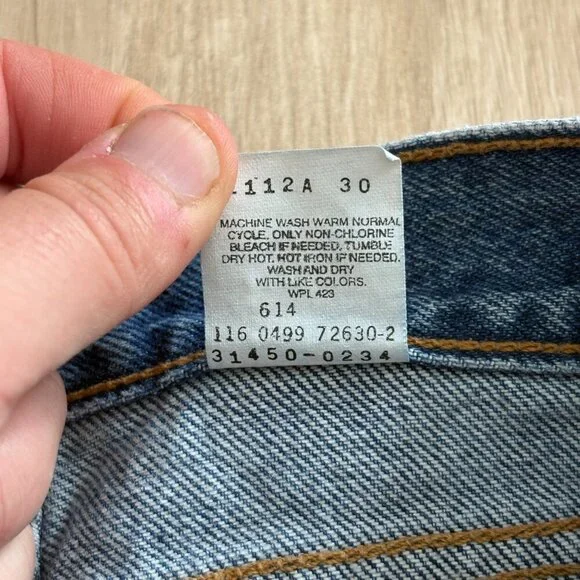 1112A 30
MACHINE WASH WARM NORMAL
CYCLE. ONLY NON-CHLORINE
BLEACH IF NEEDED. TUMBLE
DRY HOT. HOT IRON IF NEEDED.
WASH AND DRY
WITH LIKE COLORS.
WPL 423
614
116 0499 72630-2
31450-0234